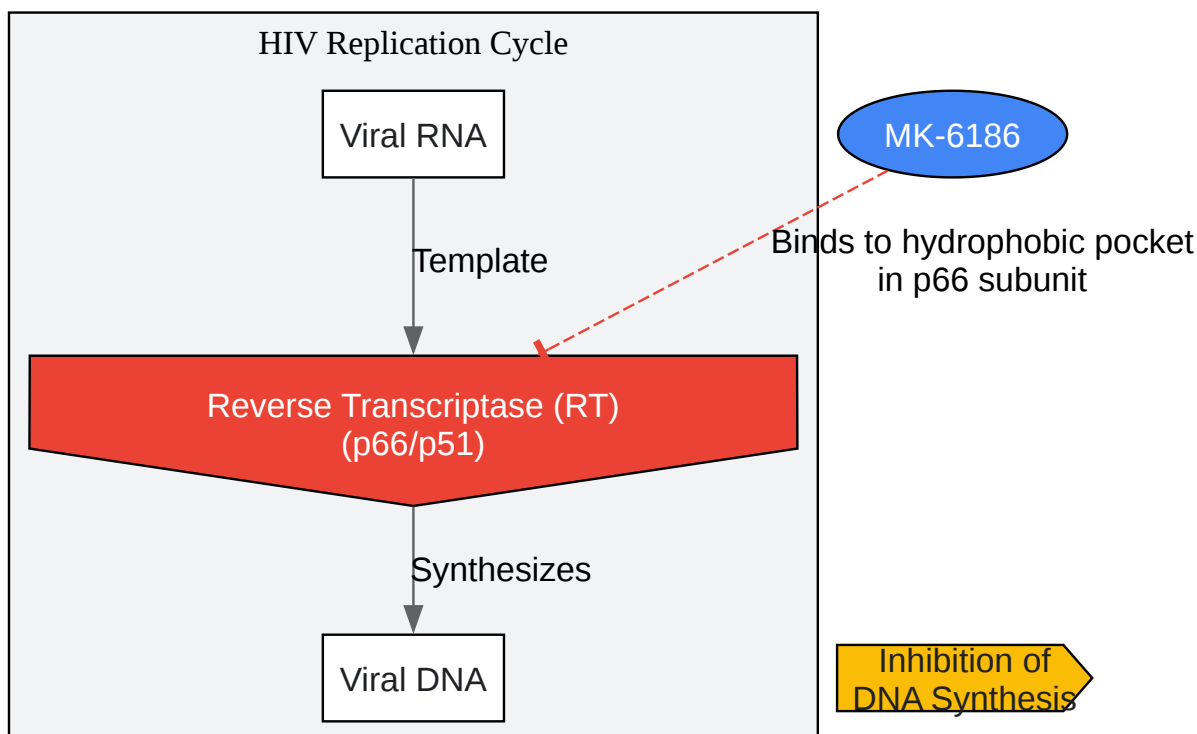 HIV Replication Cycle
Viral RNA
MK-6186
Template
Binds to hydrophobic pocket
in p66 subunit
Reverse Transcriptase (RT)
(p66/p51)
Synthesizes
Viral DNA
Inhibition of
DNA Synthesis